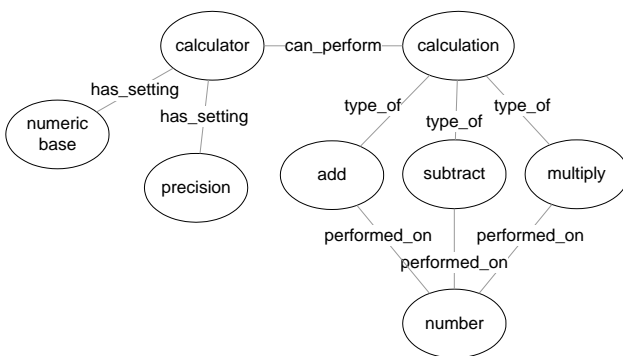 calculator
can_perform
calculation
has_setting
has_setting
type_of
type_of
type_of
numeric
base
precision
add
subtract
multiply
performed_on
performed_on
performed_on
number